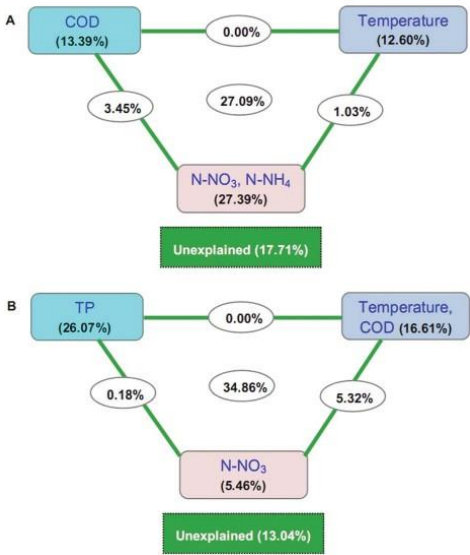 A
COD
(13.39%)
0.00%
Temperature
(12.60%)
3.45%
27.09%
1.03%
N-NO₃, N-NH₄
(27.39%)
Unexplained (17.71%)
B
TP
(26.07%)
0.00%
Temperature,
COD (16.61%)
0.18%
34.86%
5.32%
N-NO₃
(5.46%)
Unexplained (13.04%)